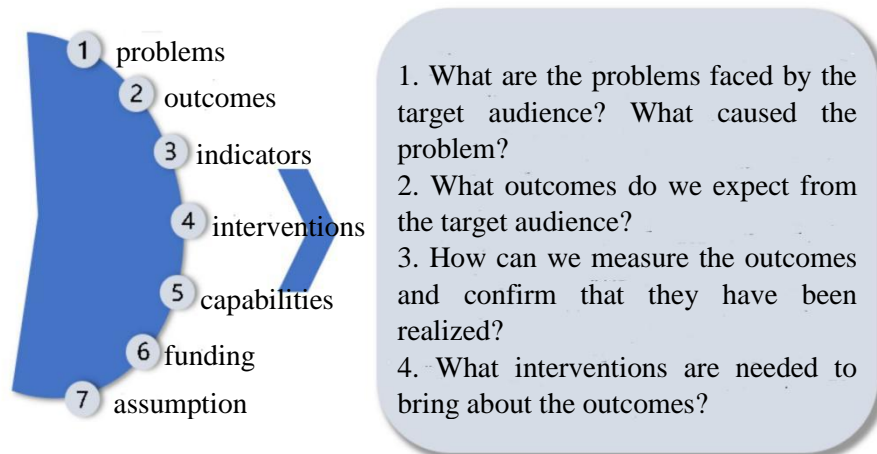 1 problems
2 outcomes
3 indicators
4 interventions
5 capabilities
6 funding
7 assumption
1. What are the problems faced by the
target audience? What caused the
problem?
2. What outcomes do we expect from
the target audience?
3. How can we measure the outcomes
and confirm that they have been
realized?
4. What interventions are needed to
bring about the outcomes?